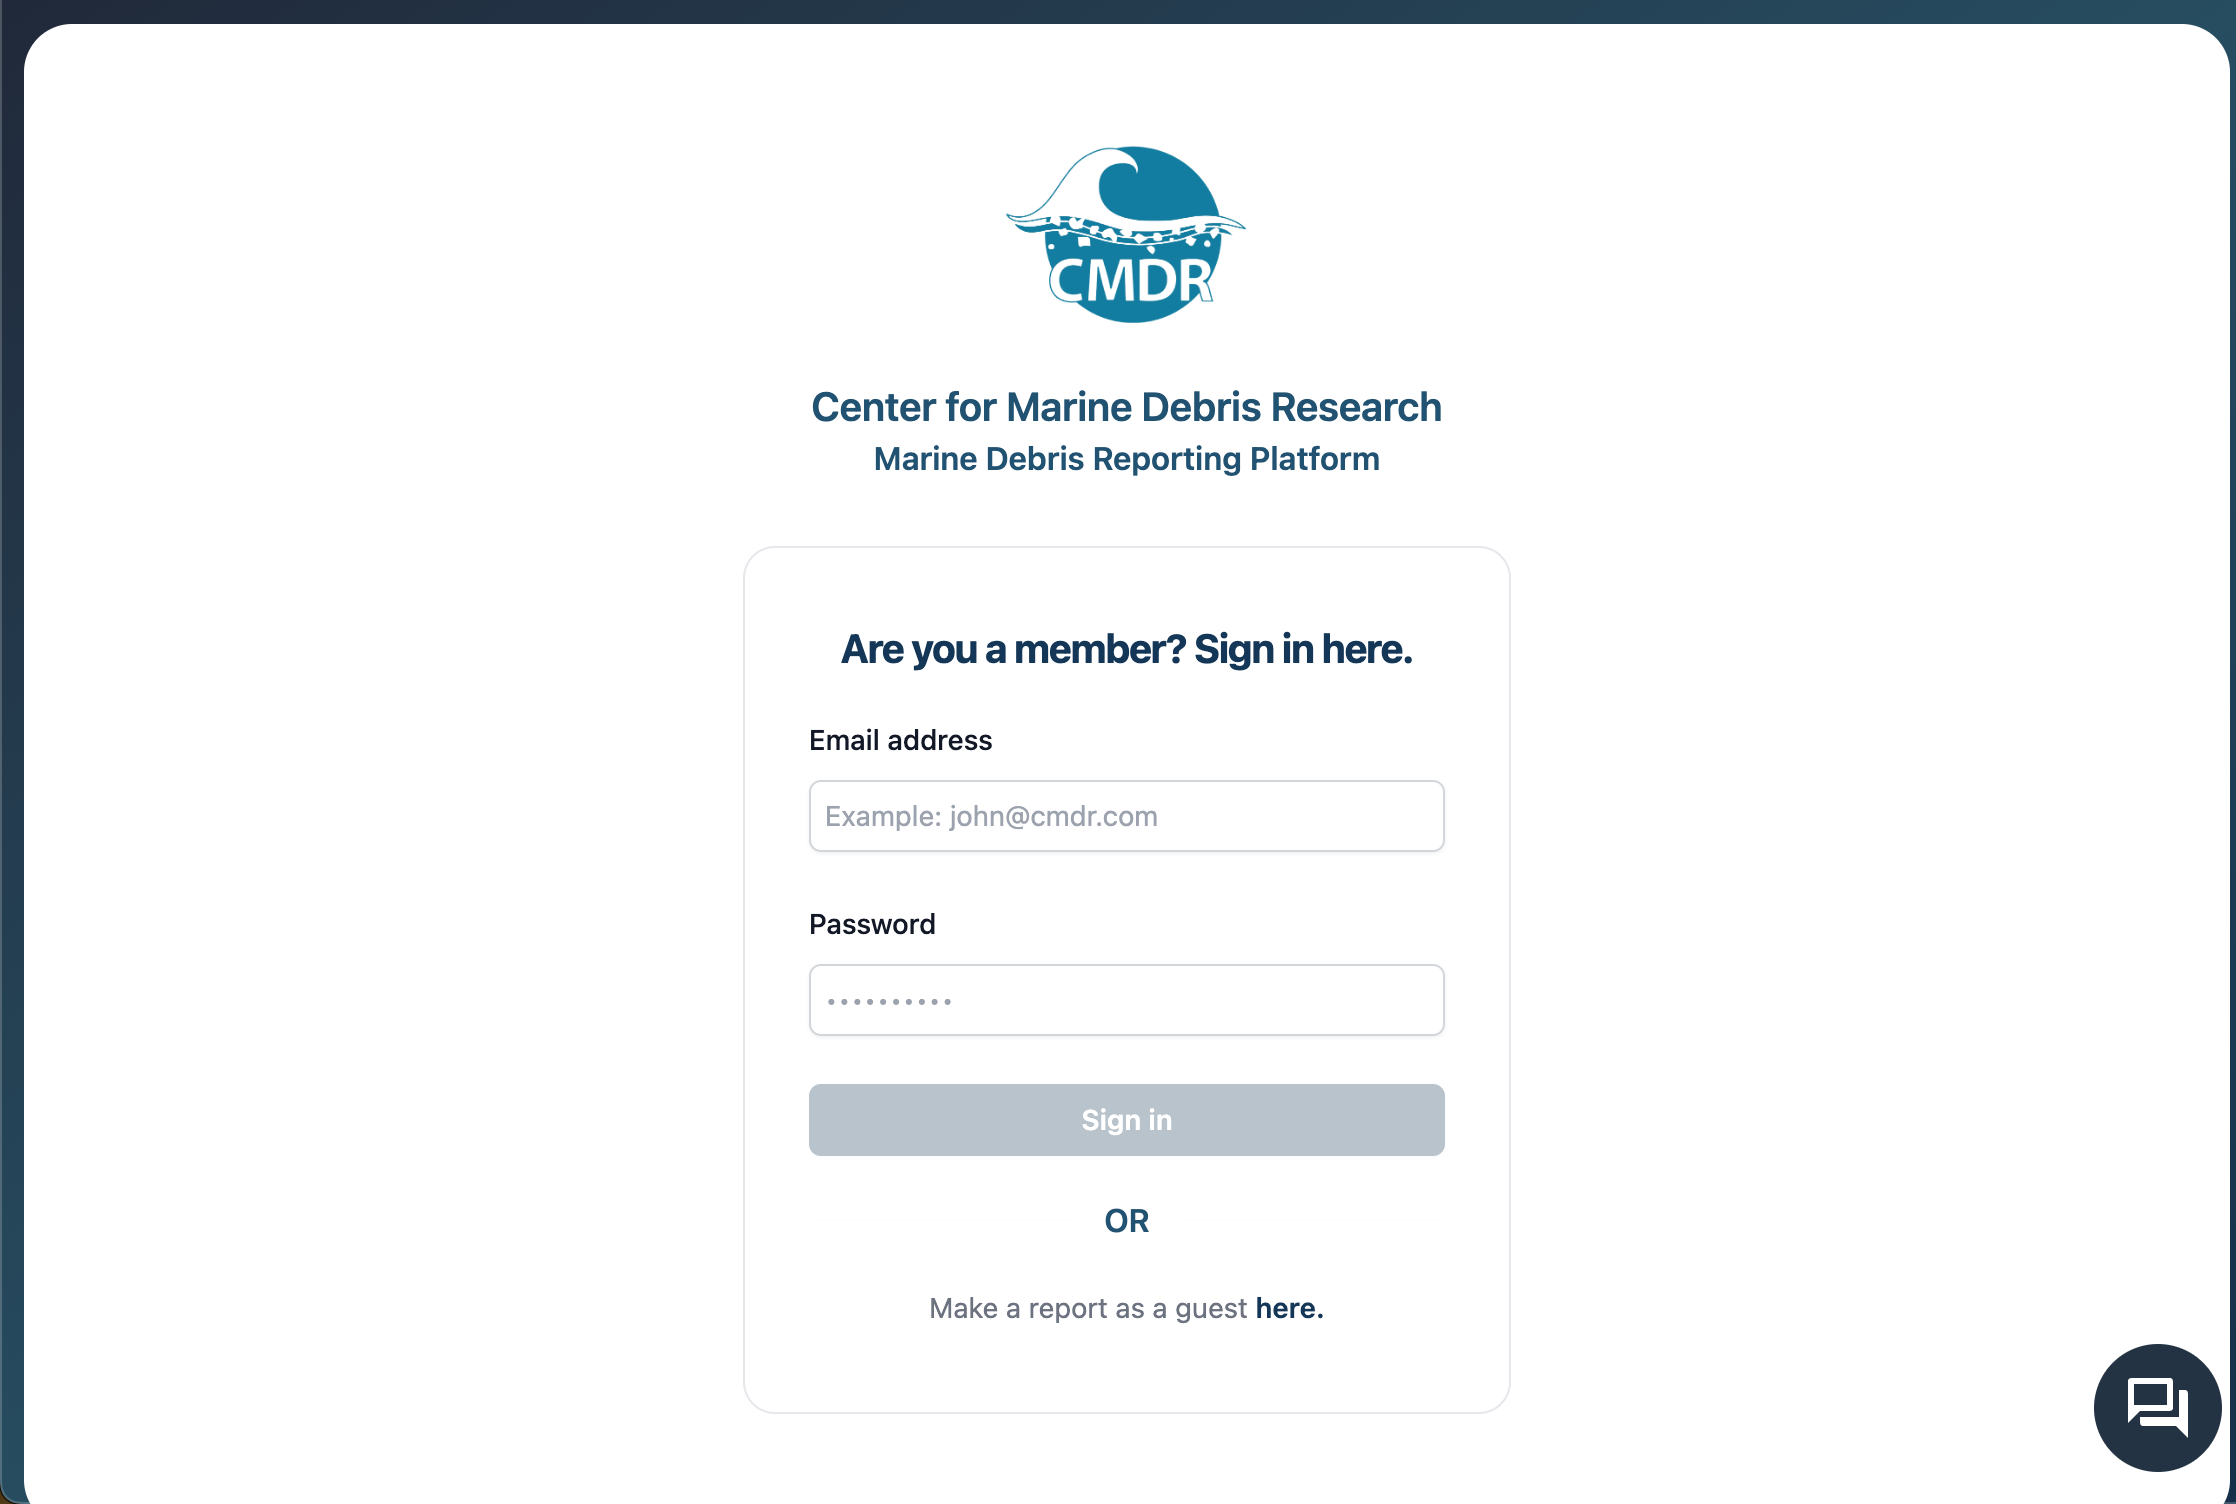 CMDR
Center for Marine Debris Research
Marine Debris Reporting Platform
Are you a member? Sign in here.
Email address
Example: john@cmdr.com
Password
••••••••••
Sign in
OR
Make a report as a guest here.